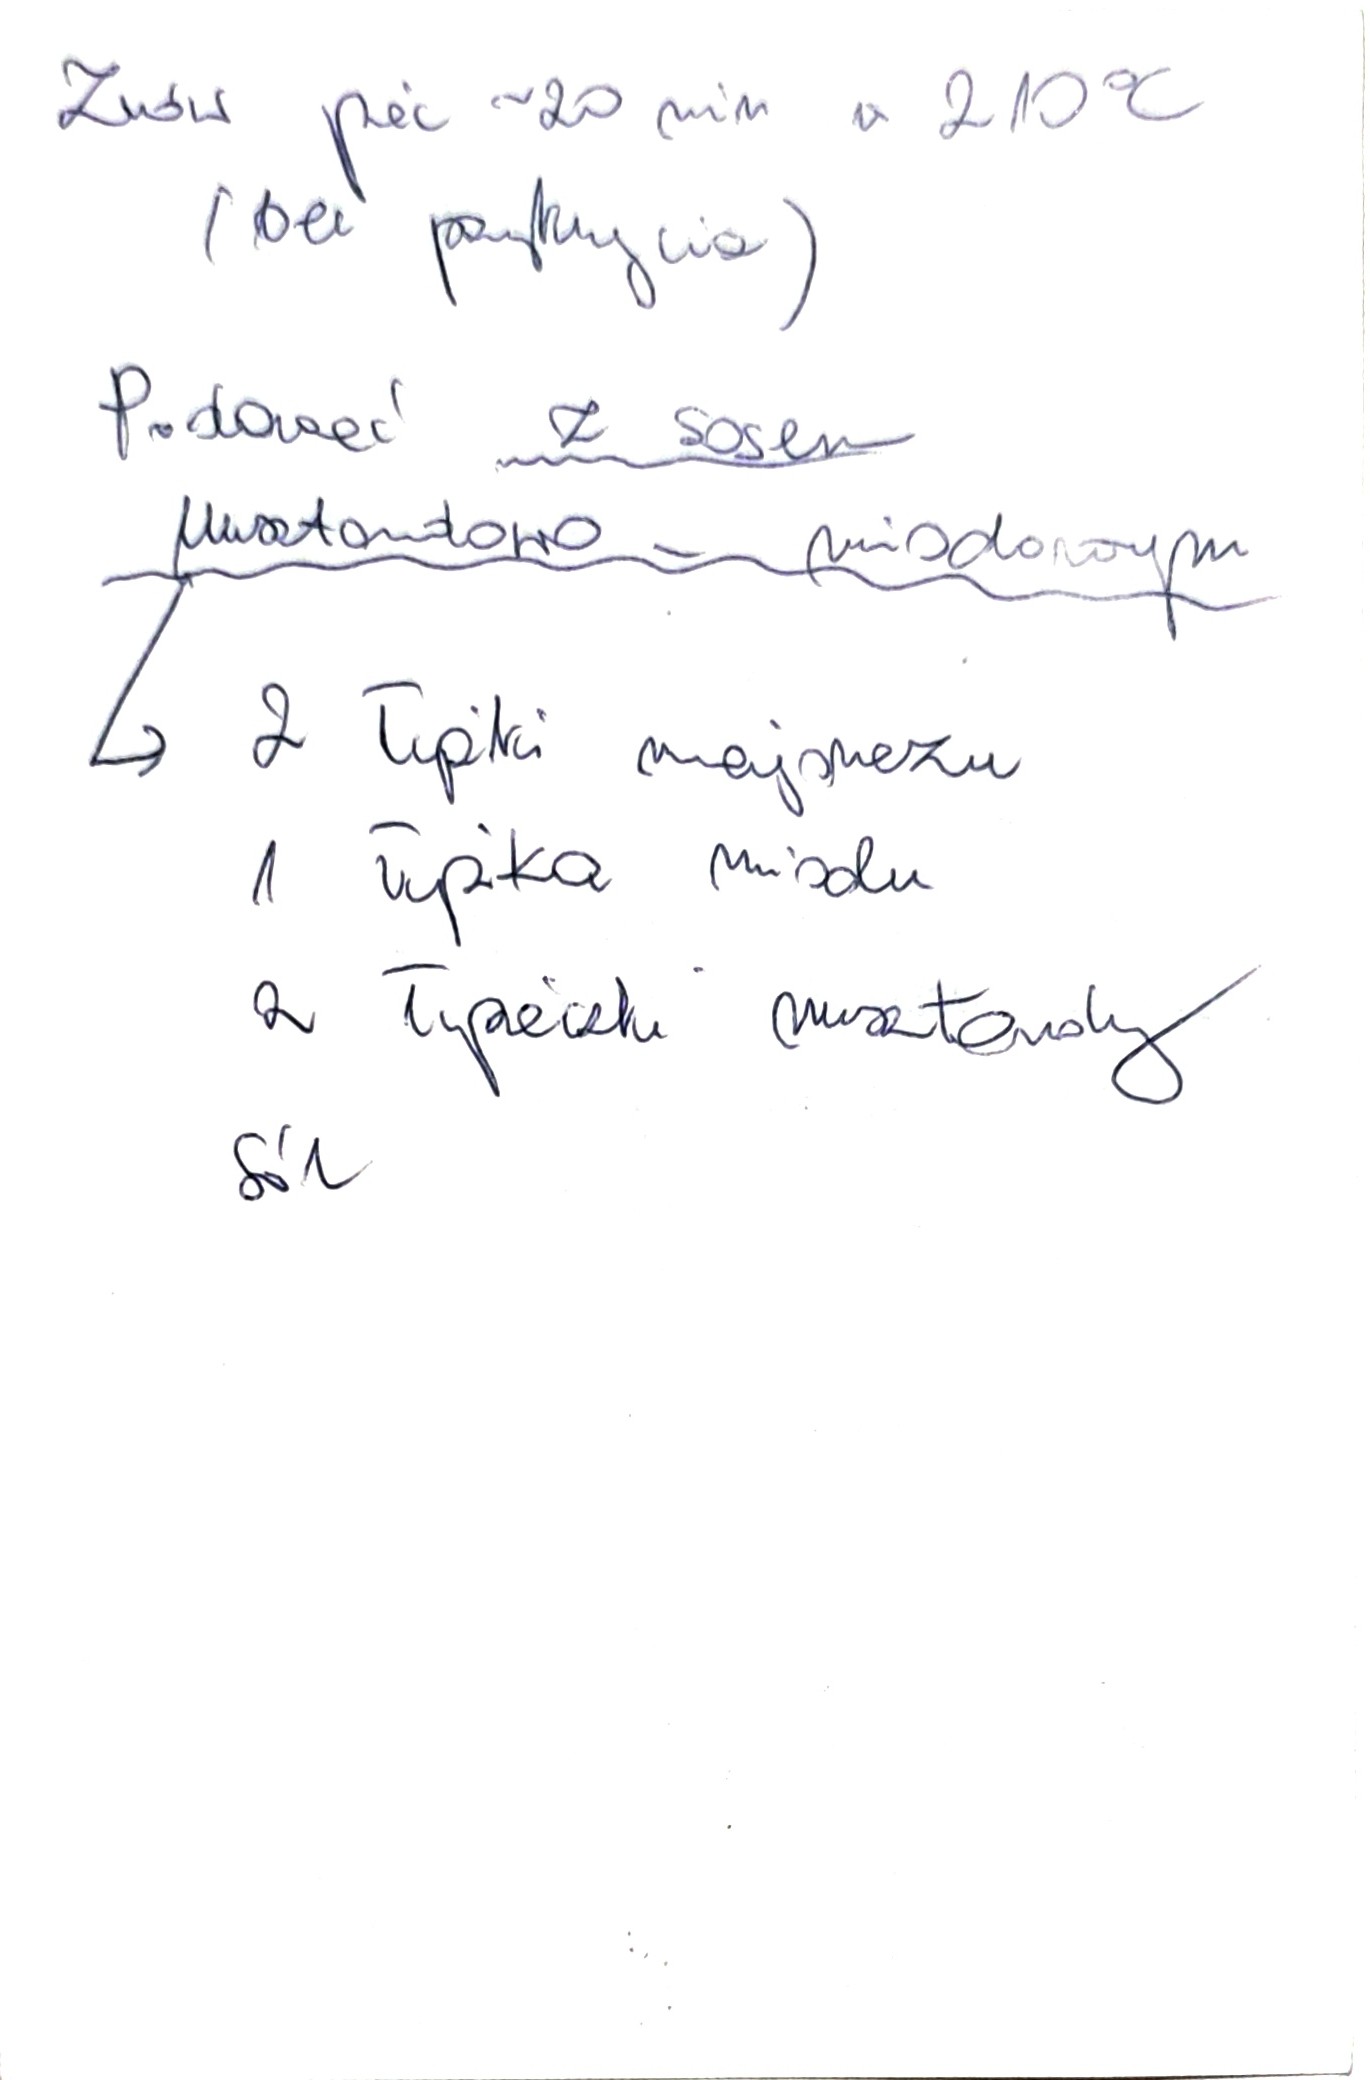 Znów piec ~20 min w 210°C
(bez przykrycia)
Podawać z sosem
musztardowo - miodowym
2 łyżki majonezu
1 łyżka miodu
2 łyżeczki musztardy
sól